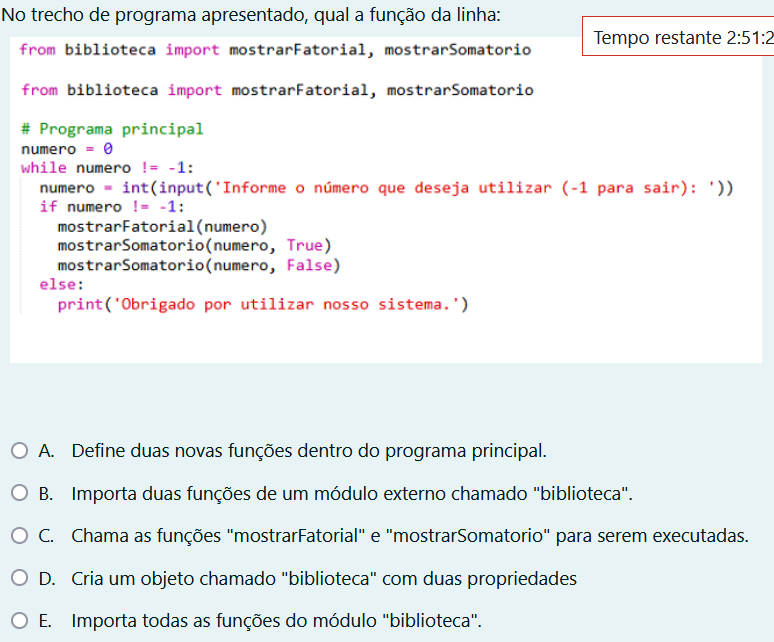 No trecho de programa apresentado, qual a função da linha:
Tempo restante 2:51:2
from biblioteca import mostrarFatorial, mostrarSomatorio
from biblioteca import mostrarFatorial, mostrarSomatorio
# Programa principal
numero = 0
while numero != -1:
numero = int(input('Informe o número que deseja utilizar (-1 para sair): '))
if numero != -1:
mostrarFatorial(numero)
mostrarSomatorio(numero, True)
mostrarSomatorio(numero, False)
else:
print('Obrigado por utilizar nosso sistema.')
A. Define duas novas funções dentro do programa principal.
B. Importa duas funções de um módulo externo chamado "biblioteca".
C. Chama as funções "mostrarFatorial" e "mostrarSomatorio" para serem executadas.
D. Cria um objeto chamado "biblioteca" com duas propriedades
E. Importa todas as funções do módulo "biblioteca".